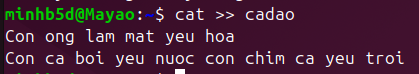 minhb5d@Mayao:~$ cat >> cadao
Con ong lam mat yeu hoa
Con ca boi yeu nuoc con chim ca yeu troi